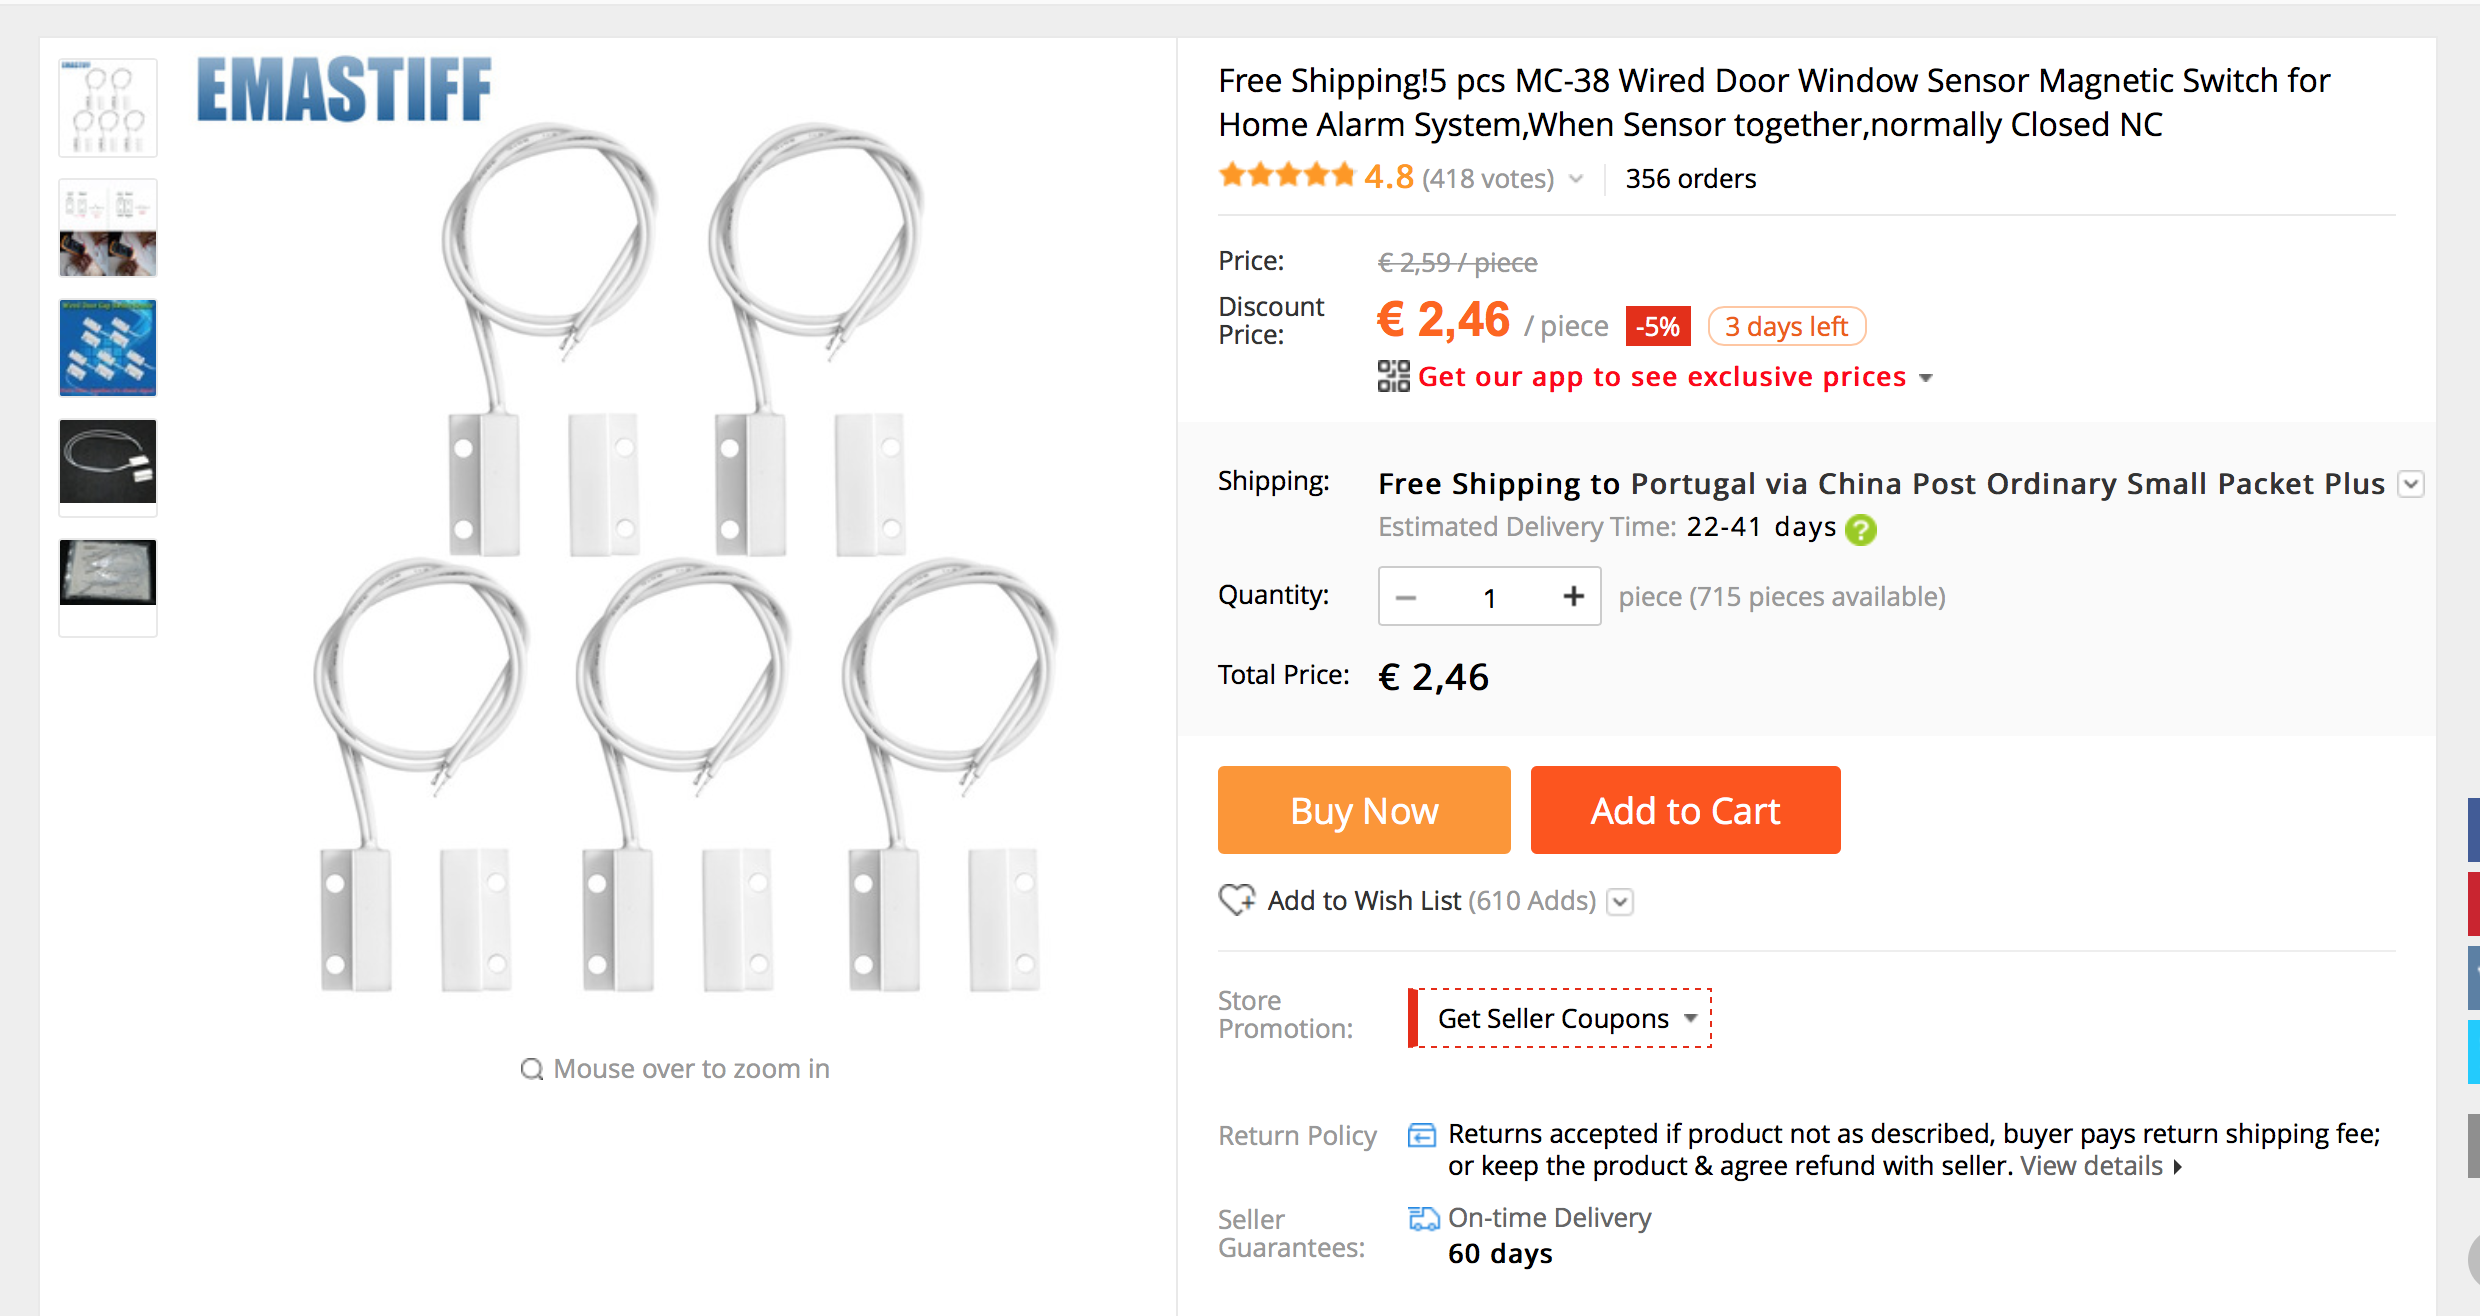 EMASTIFF
Mouse over to zoom in
Free Shipping!5 pcs MC-38 Wired Door Window Sensor Magnetic Switch for
Home Alarm System,When Sensor together,normally Closed NC
4.8 (418 votes) 356 orders
Price: € 2,59 / piece
Discount
Price: € 2,46 / piece -5% 3 days left
Get our app to see exclusive prices
Shipping: Free Shipping to Portugal via China Post Ordinary Small Packet Plus
Estimated Delivery Time: 22-41 days ?
Quantity: − 1 + piece (715 pieces available)
Total Price: € 2,46
Buy Now Add to Cart
Add to Wish List (610 Adds)
Store
Promotion: Get Seller Coupons
Return Policy Returns accepted if product not as described, buyer pays return shipping fee;
or keep the product & agree refund with seller. View details
Seller
Guarantees: On-time Delivery
60 days